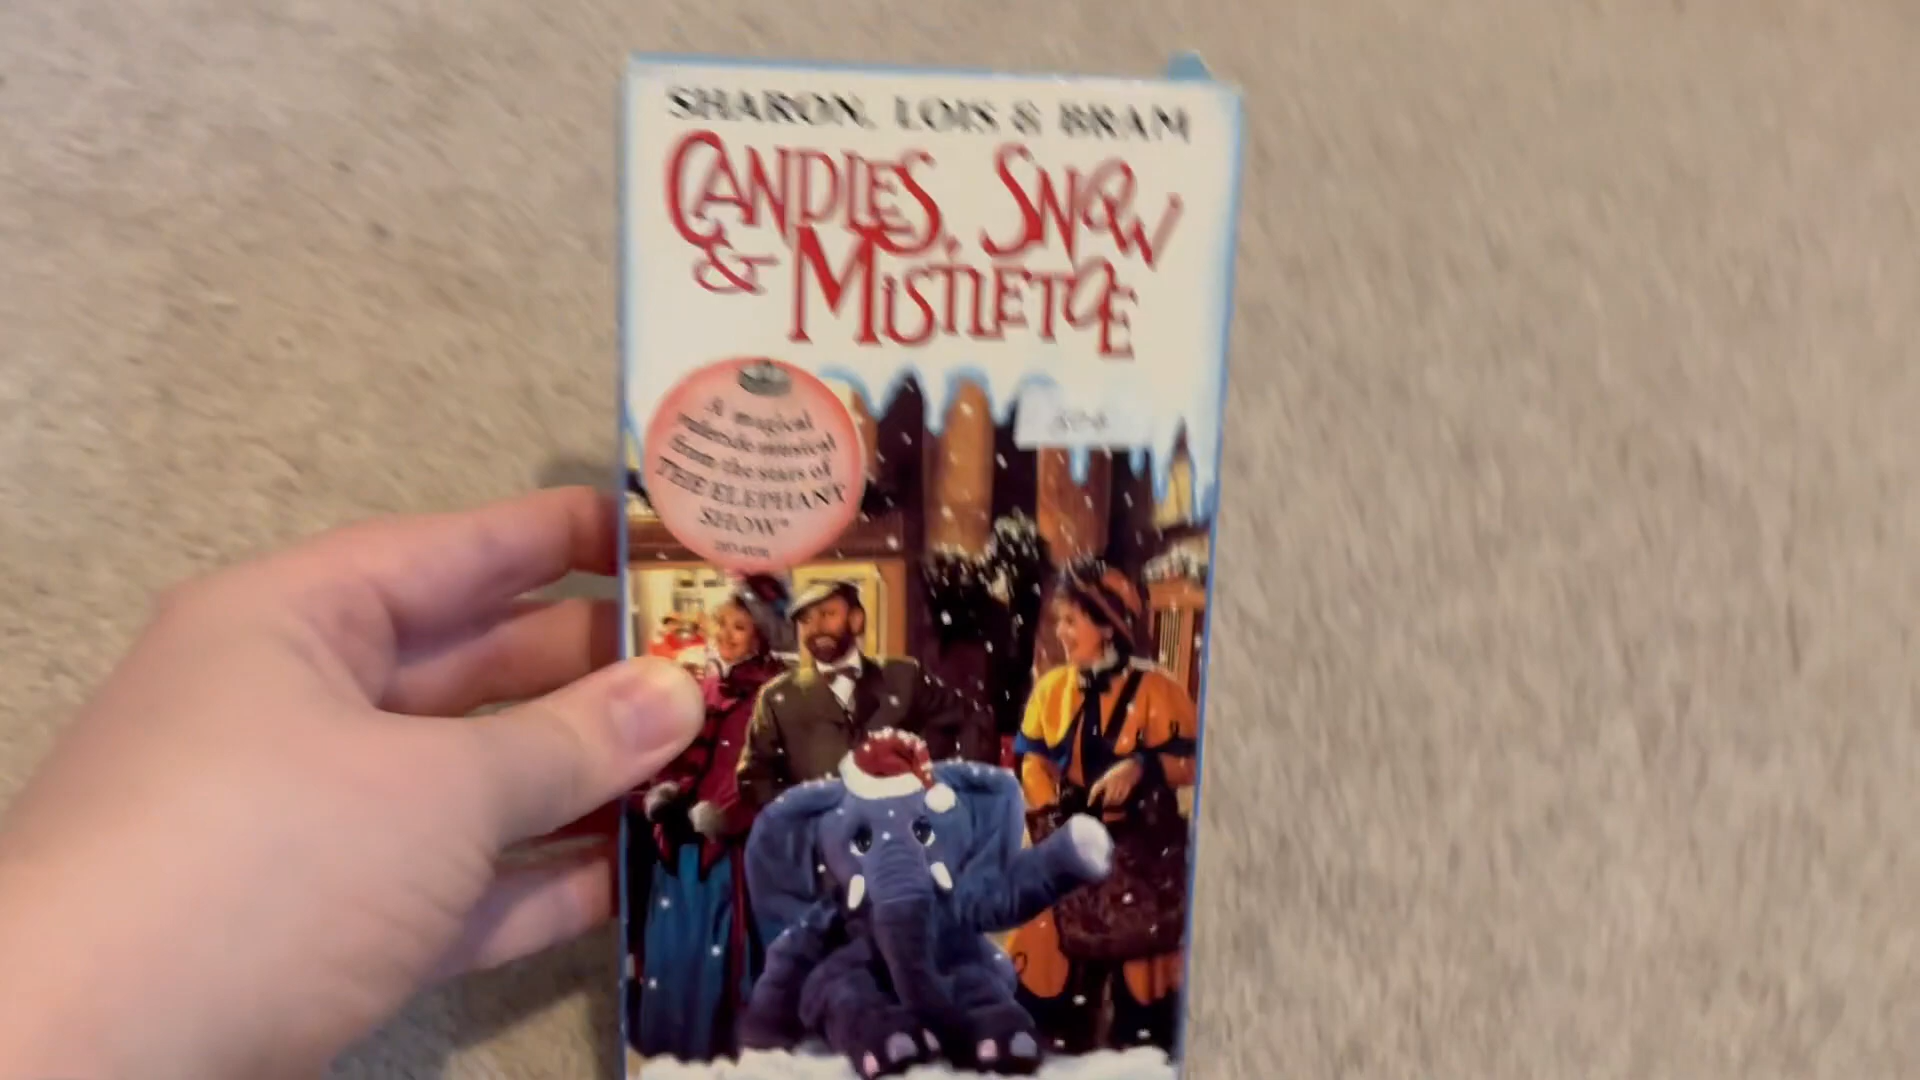 SHARON, LOIS & BRAM
CANDLES, SNOW
& MISTLETOE
A magical
yuletide musical
from the stars of
THE ELEPHANT
SHOW